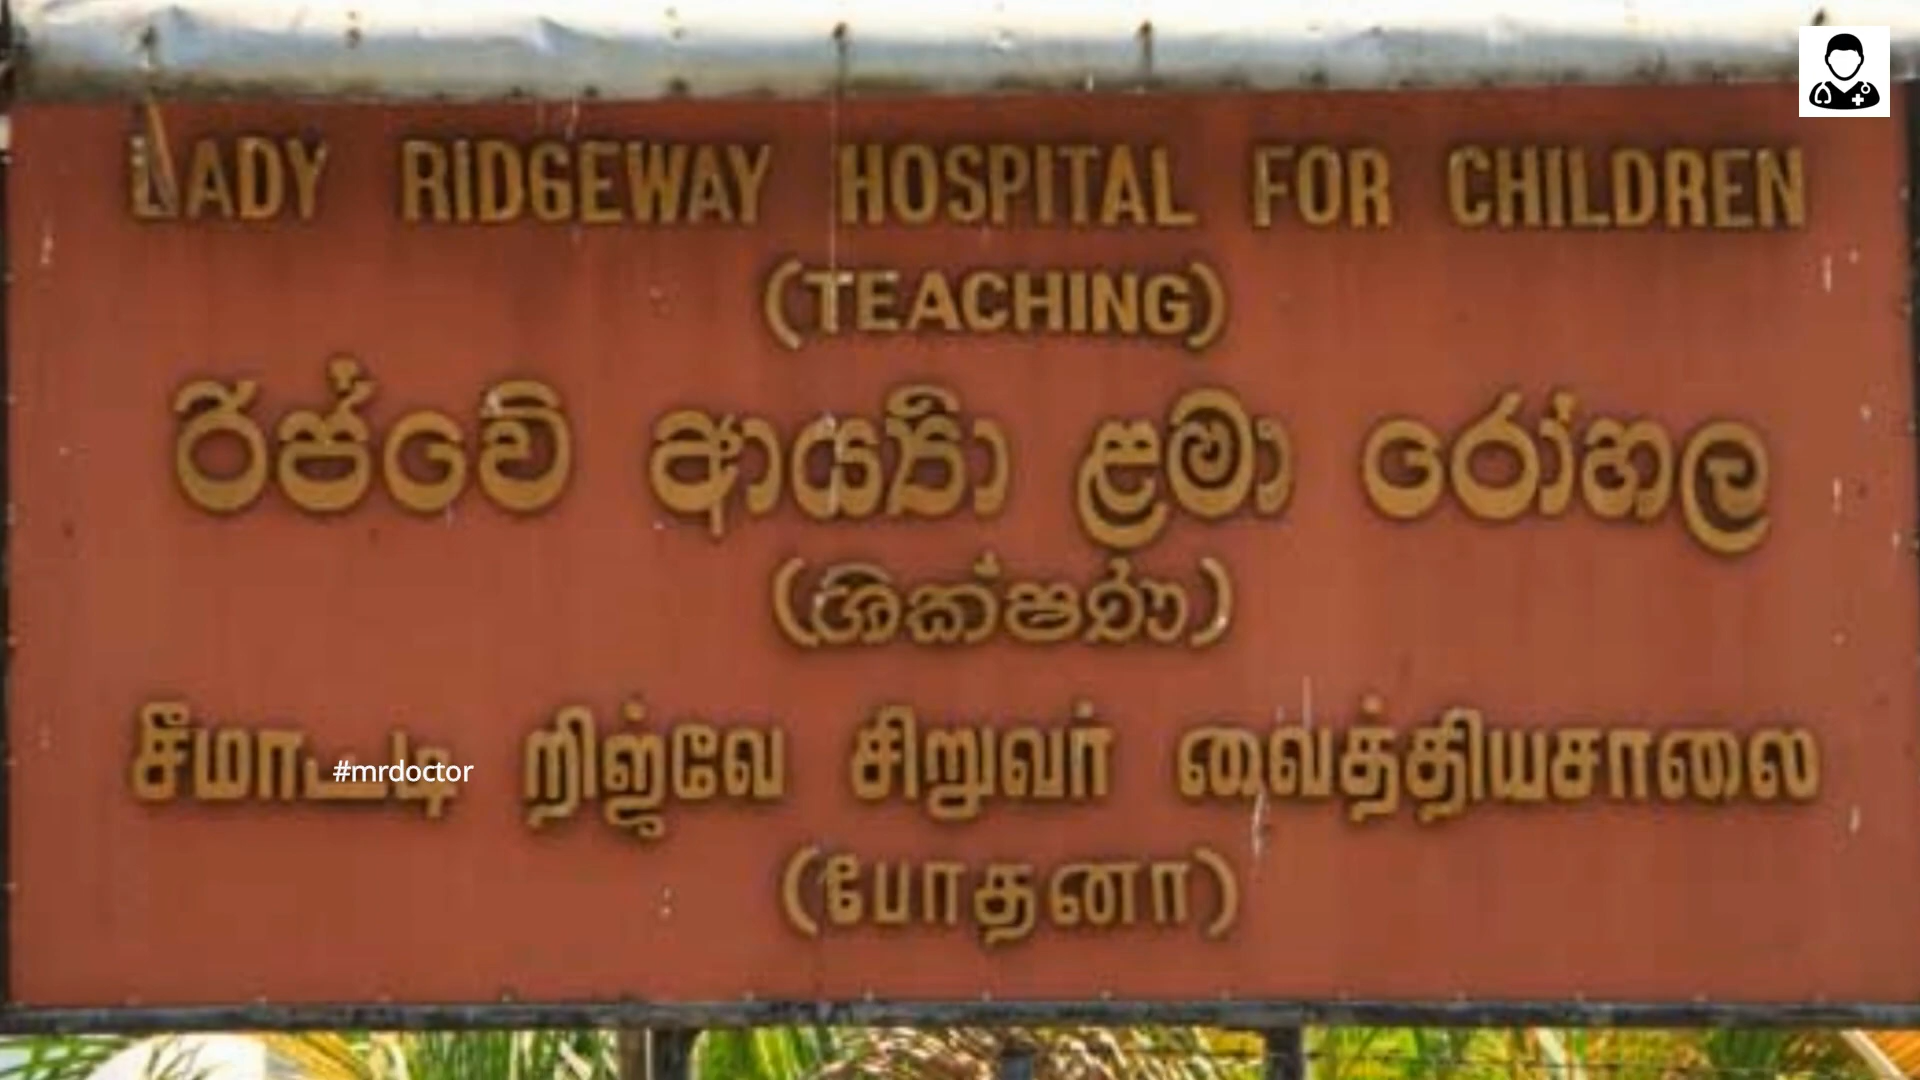 LADY RIDGEWAY HOSPITAL FOR CHILDREN
(TEACHING)
රිජ්වේ ආර්‍ය්‍යා ළමා රෝහල
(ශික්ෂණ)
සීமாட்டி றிஜ்வே சிறுவர் வைத்தியசாலை
(போதனா)
#mrdoctor